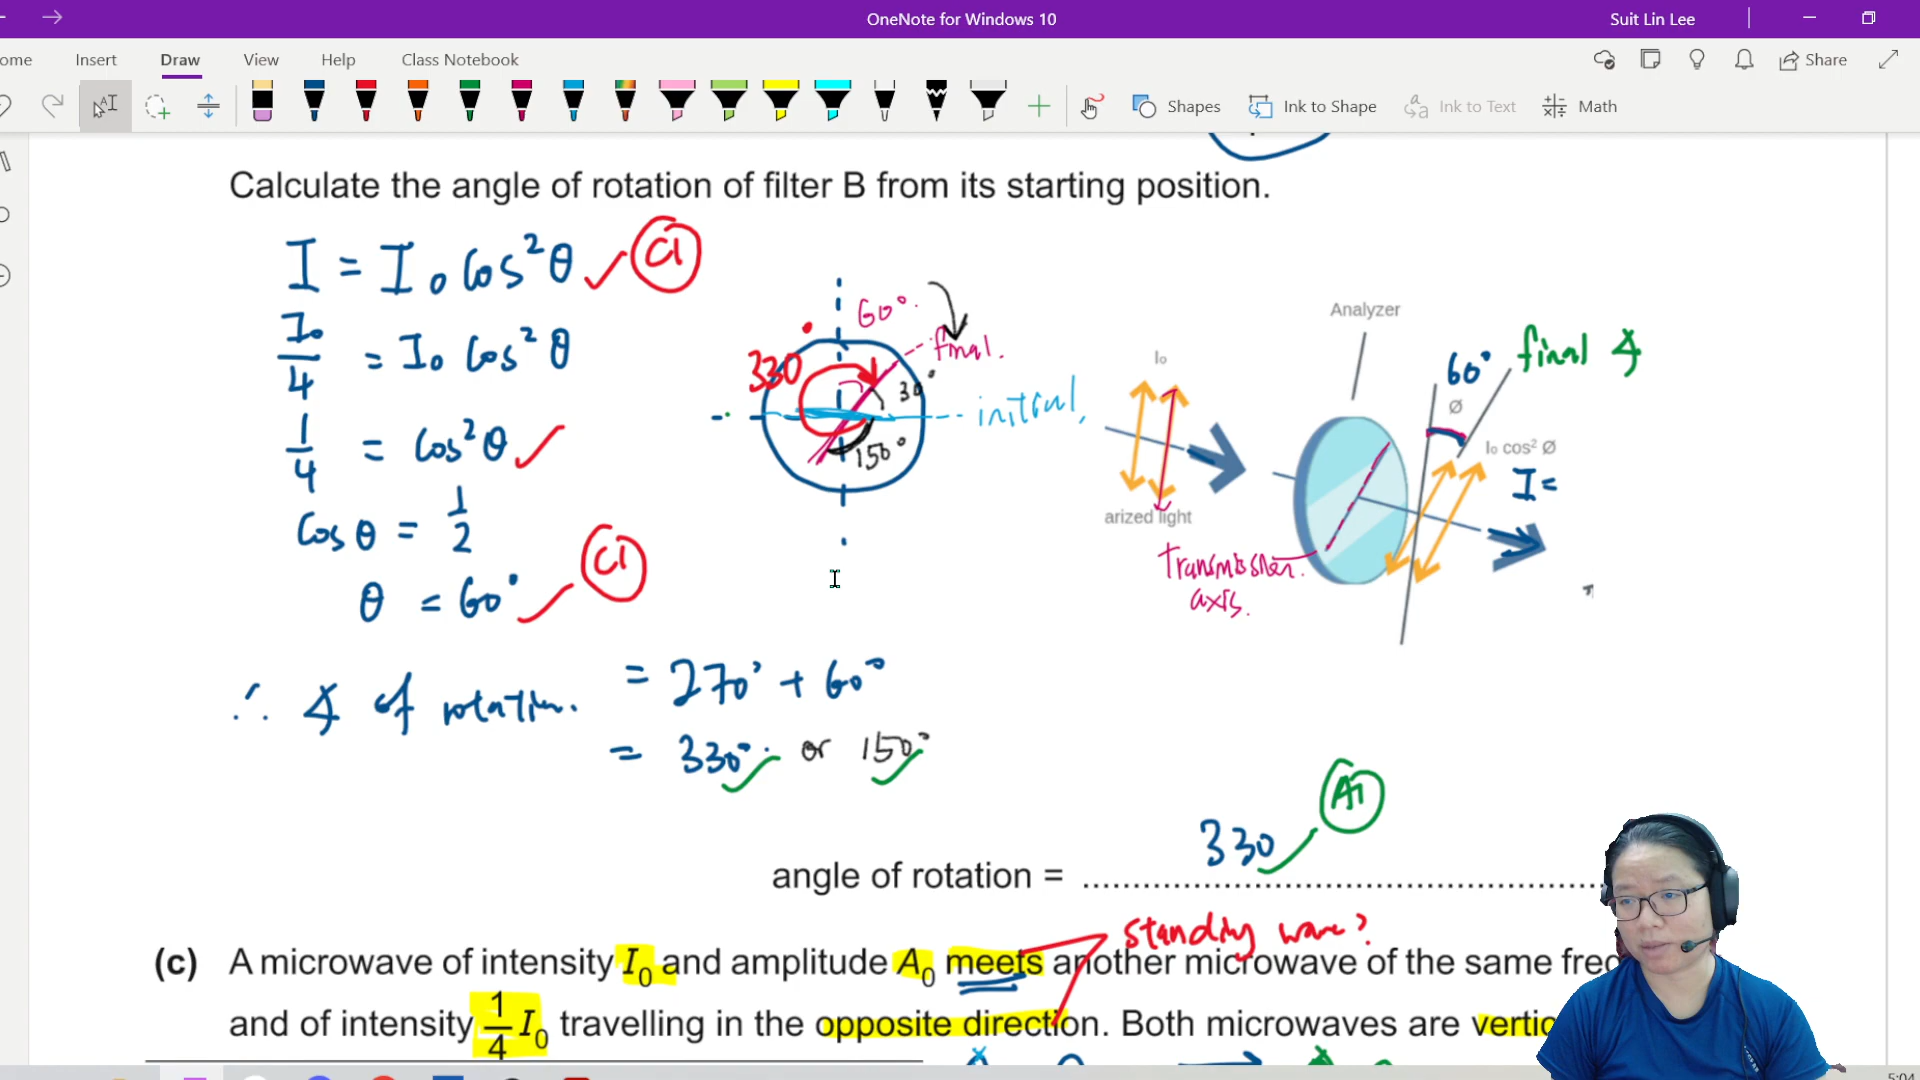 OneNote for Windows 10
Suit Lin Lee
ome Insert Draw View Help Class Notebook
Share
Shapes
Ink to Shape
Ink to Text
Math
Calculate the angle of rotation of filter B from its starting position.
I = I₀ cos²θ ✓ C1
I₀/4 = I₀ cos²θ
1/4 = cos²θ ✓
cos θ = 1/2
θ = 60° ✓ C1
∴ ∡ of rotation. = 270° + 60°
= 330° ✓ or 150° ✓
60°
final.
330
30°
150°
initial,
Analyzer
I₀
arized light
Transmission
axis.
60°
final ∡
Ø
I₀ cos² Ø
I =
330 ✓ A1
angle of rotation = ............................................................
standing wave?
(c) A microwave of intensity I₀ and amplitude A₀ meets another microwave of the same freq
and of intensity 1/4 I₀ travelling in the opposite direction. Both microwaves are vertic
5:04